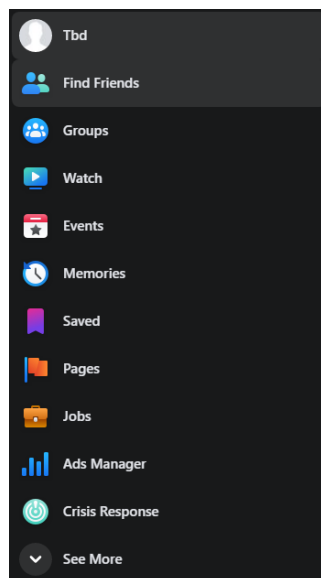 Tbd
Find Friends
Groups
Watch
Events
Memories
Saved
Pages
Jobs
Ads Manager
Crisis Response
See More